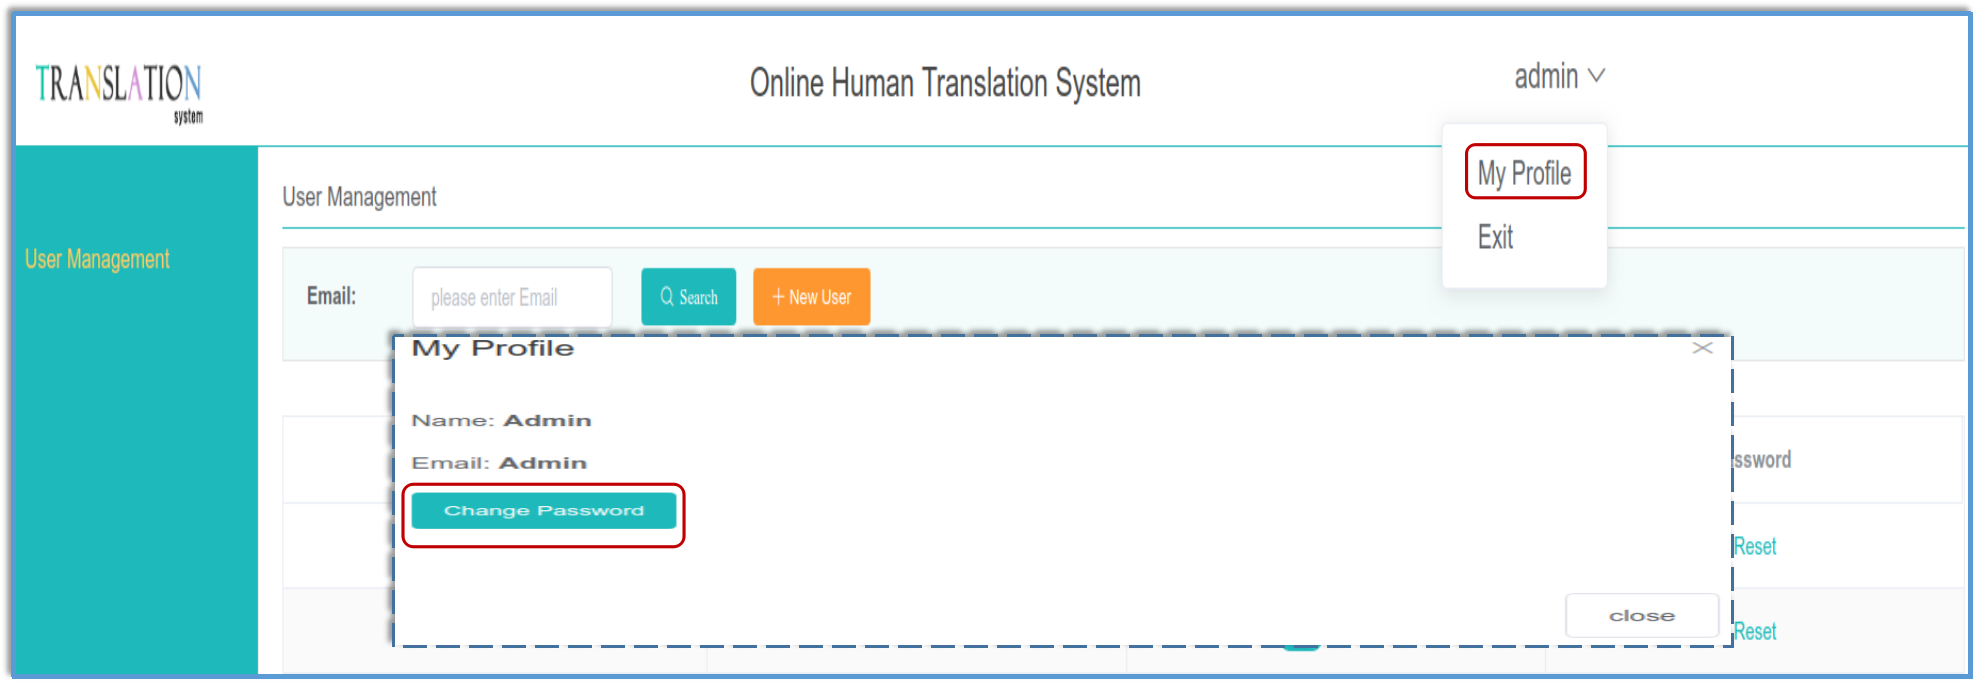 TRANSLATION
system
Online Human Translation System
admin
My Profile
Exit
User Management
User Management
Email:
please enter Email
Search
+ New User
My Profile
Name: Admin
Email: Admin
Change Password
close
ssword
Reset
Reset